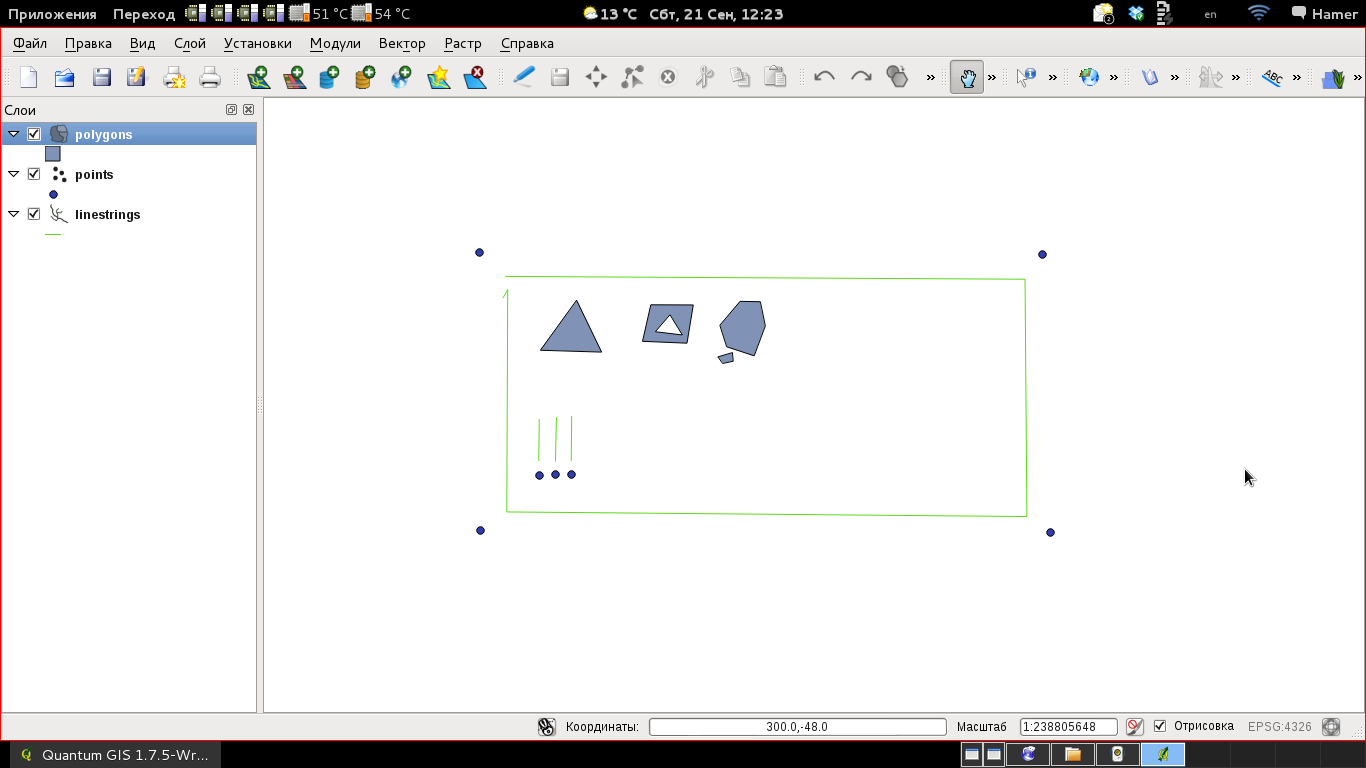 Приложения Переход 51 °C 54 °C 13 °C Сбт, 21 Сен, 12:23 2 en Hamer
Файл Правка Вид Слой Установки Модули Вектор Растр Справка
ABC
Слои
polygons
points
linestrings
Координаты: 300.0,-48.0 Масштаб 1:238805648 Отрисовка EPSG:4326
Quantum GIS 1.7.5-Wr...